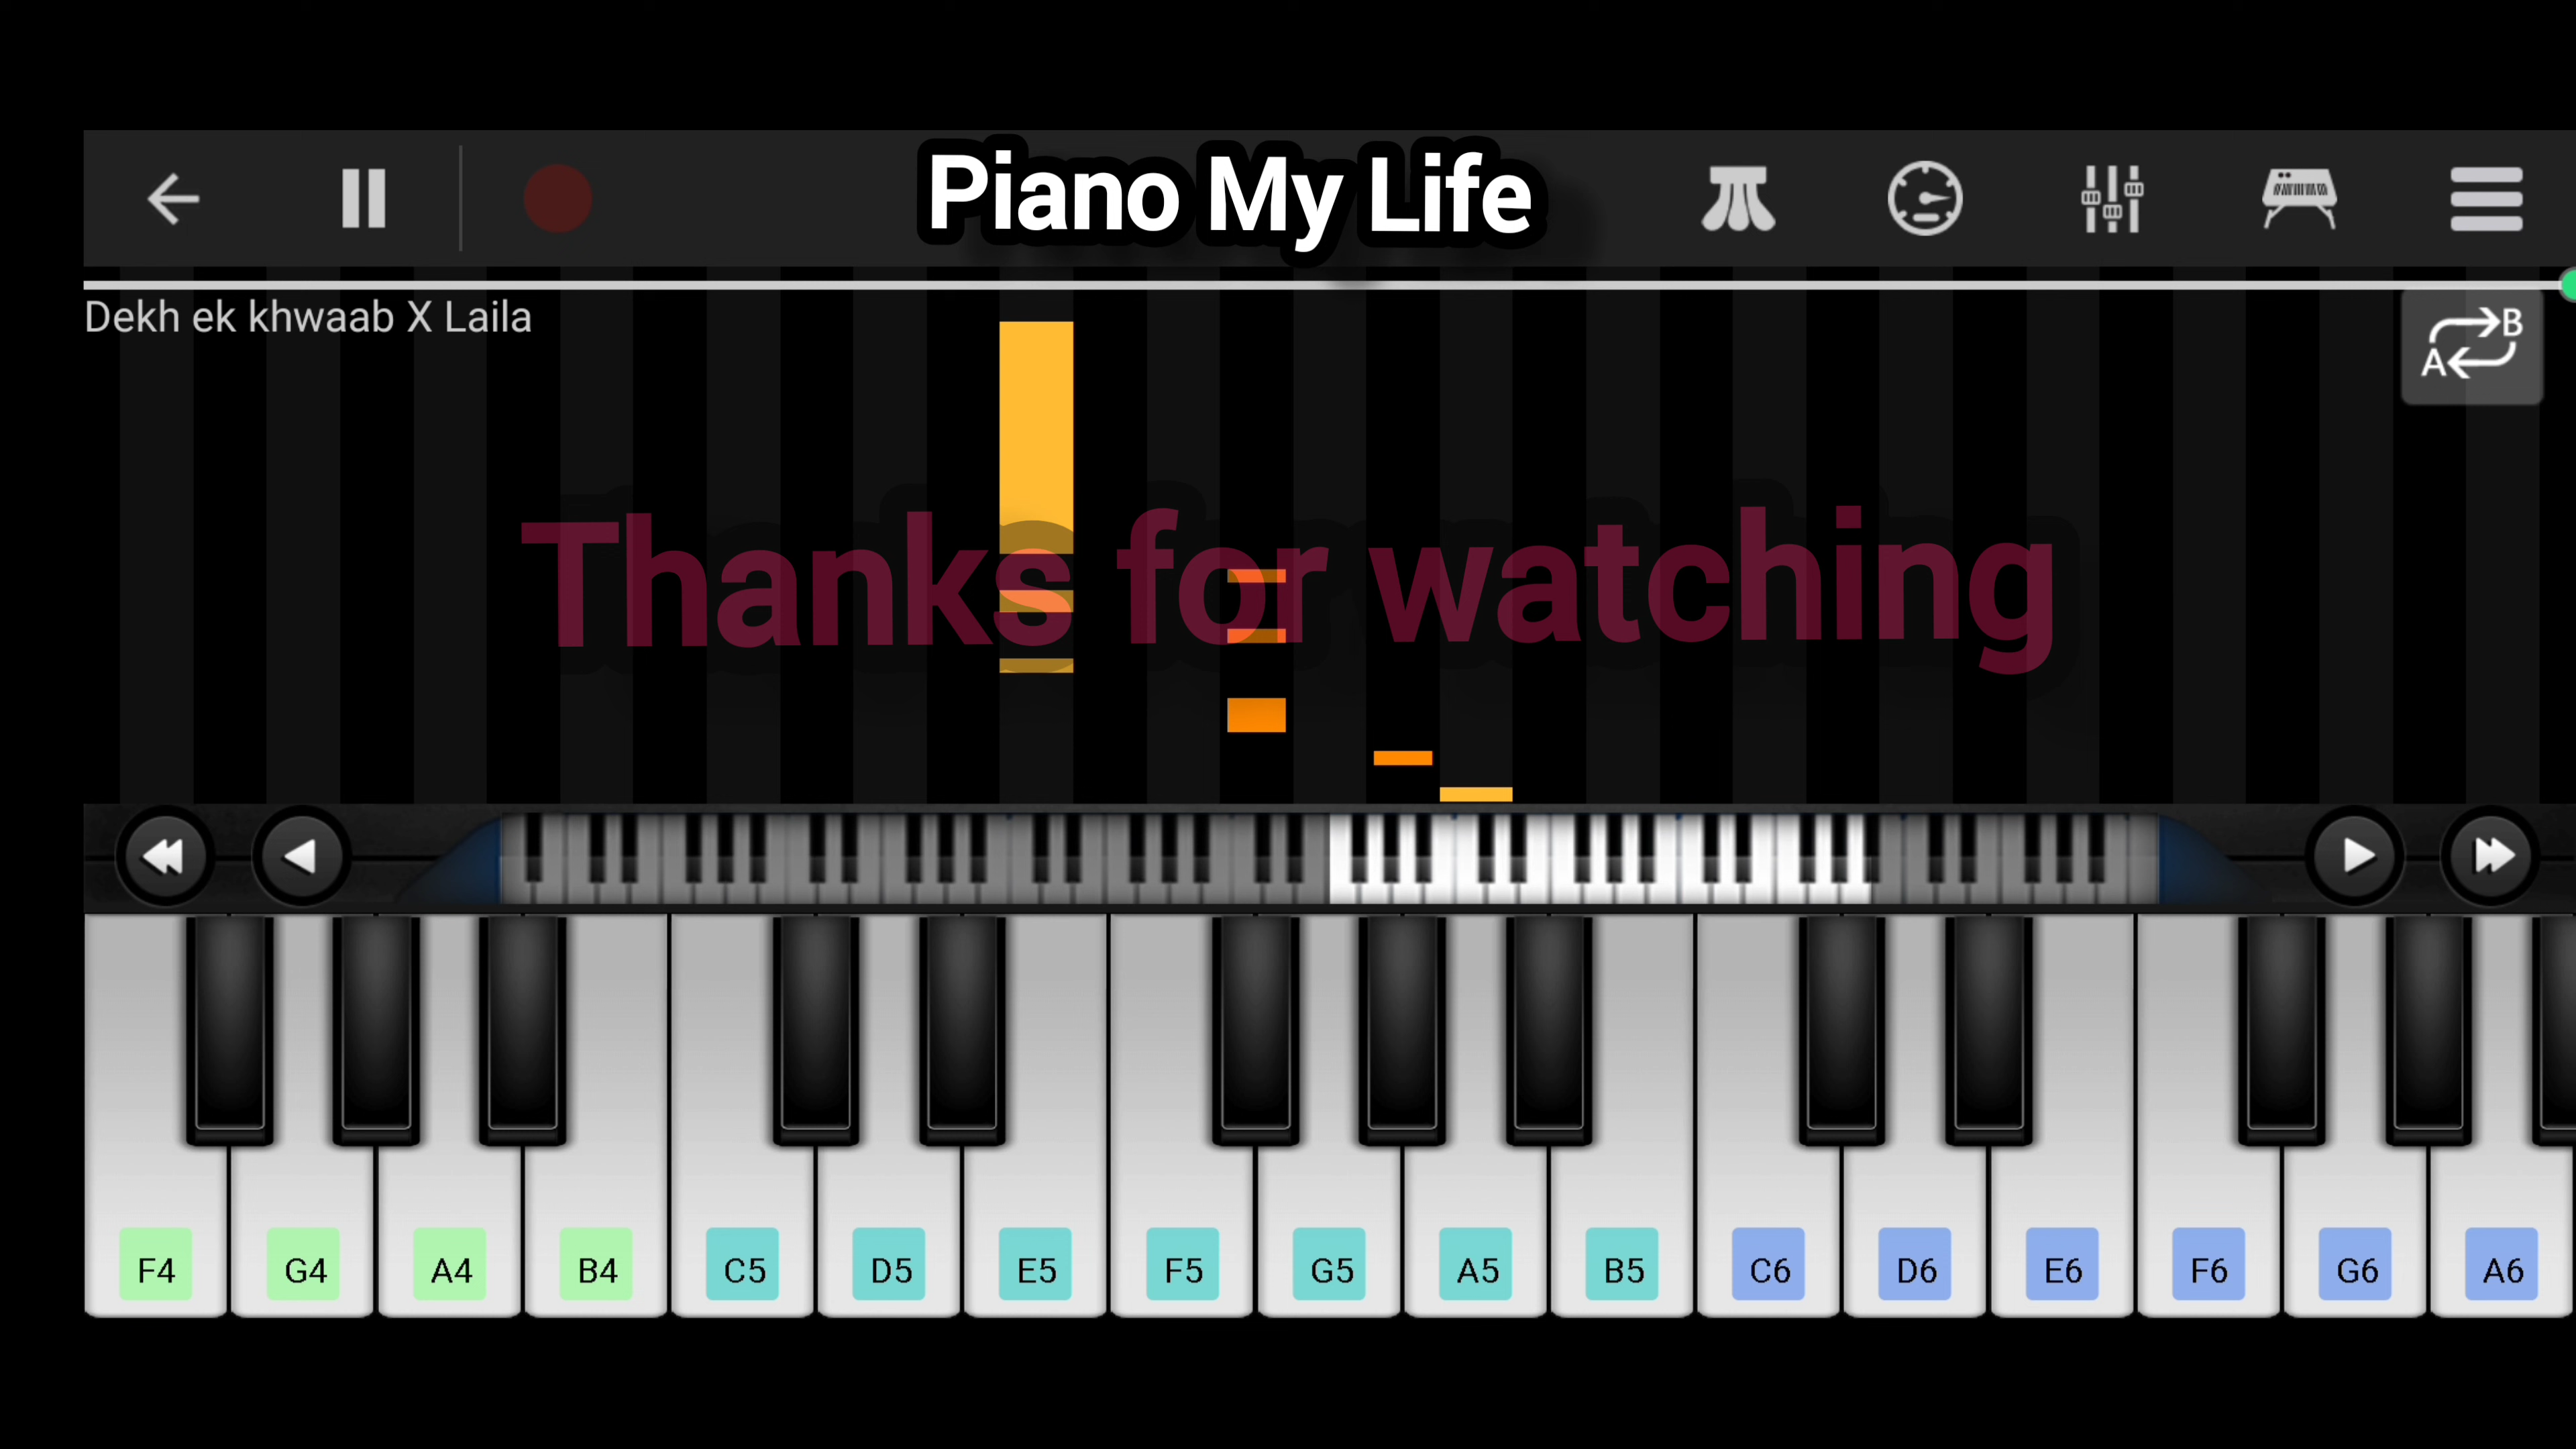 Piano My Life
Dekh ek khwaab X Laila
A B
Thanks for watching
F4 G4 A4 B4 C5 D5 E5 F5 G5 A5 B5 C6 D6 E6 F6 G6 A6